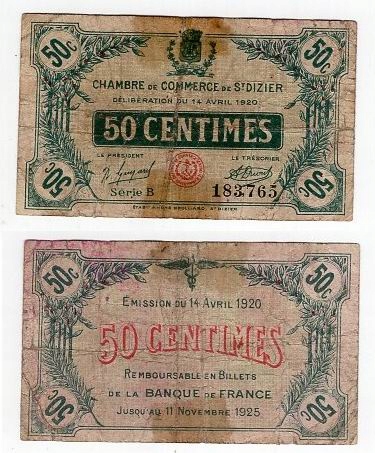 50c 50c
CHAMBRE DE COMMERCE DE ST DIZIER
DÉLIBÉRATION DU 14 AVRIL 1920
50 CENTIMES
LE PRÉSIDENT LE TRÉSORIER
Série B 183,765
50c 50c
50c 50c
EMISSION DU 14 AVRIL 1920
50 CENTIMES
REMBOURSABLE EN BILLETS
DE LA BANQUE DE FRANCE
JUSQU'AU 11 NOVEMBRE 1925
50c 50c